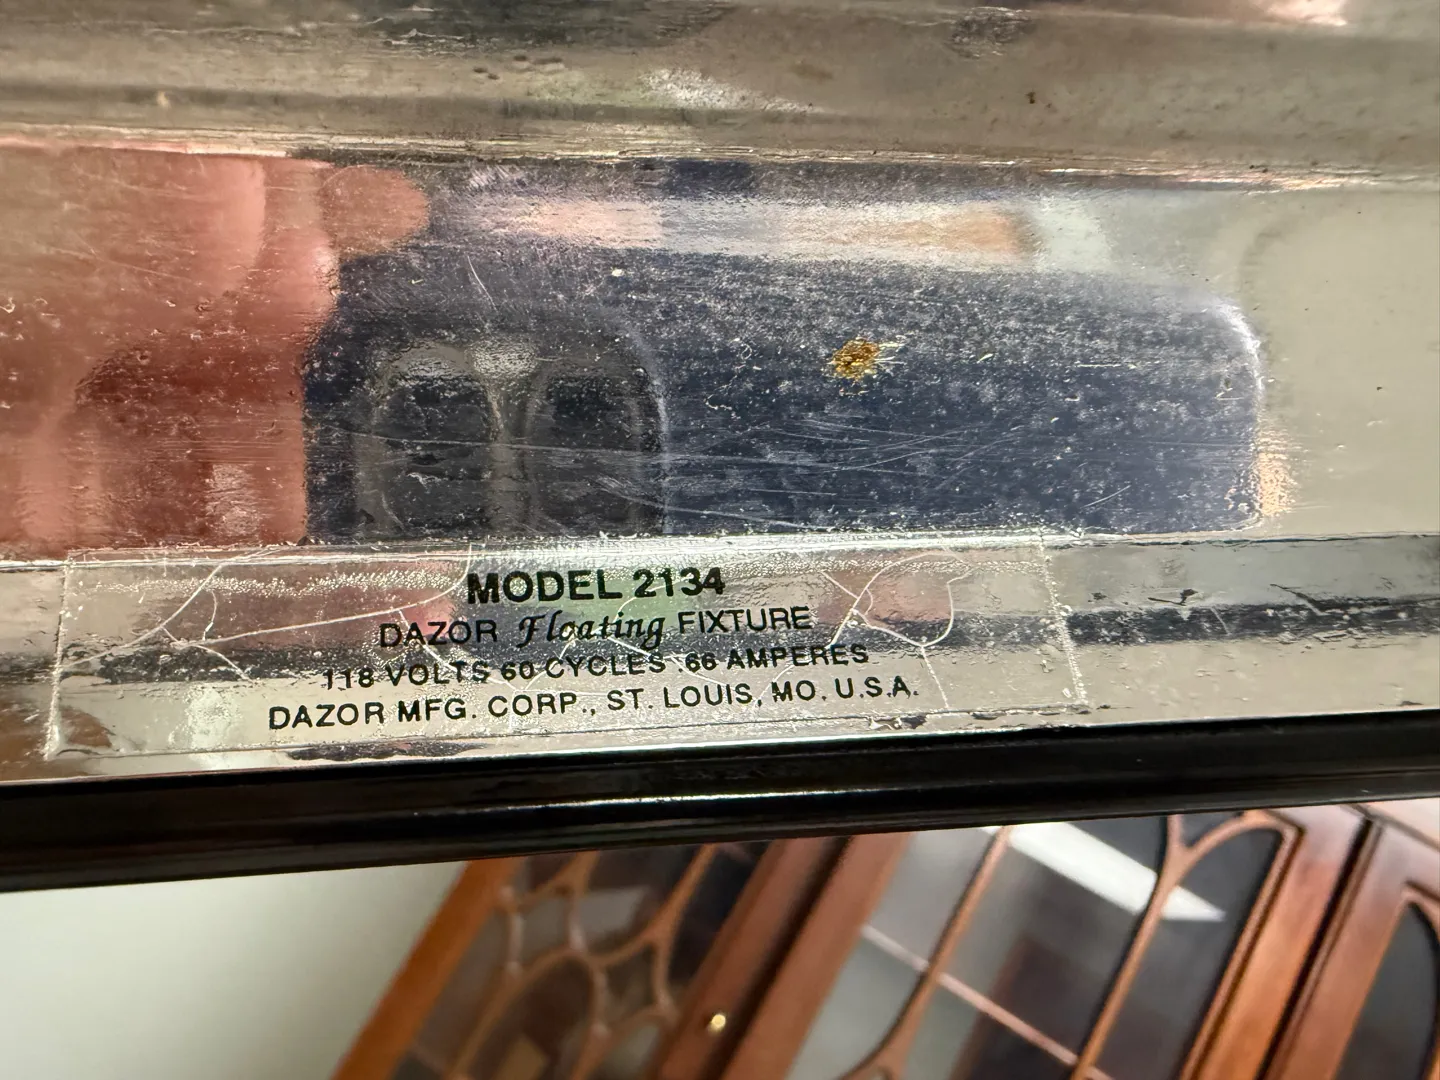 MODEL 2134
DAZOR Floating FIXTURE
118 VOLTS 60 CYCLES .66 AMPERES
DAZOR MFG. CORP., ST. LOUIS, MO. U.S.A.